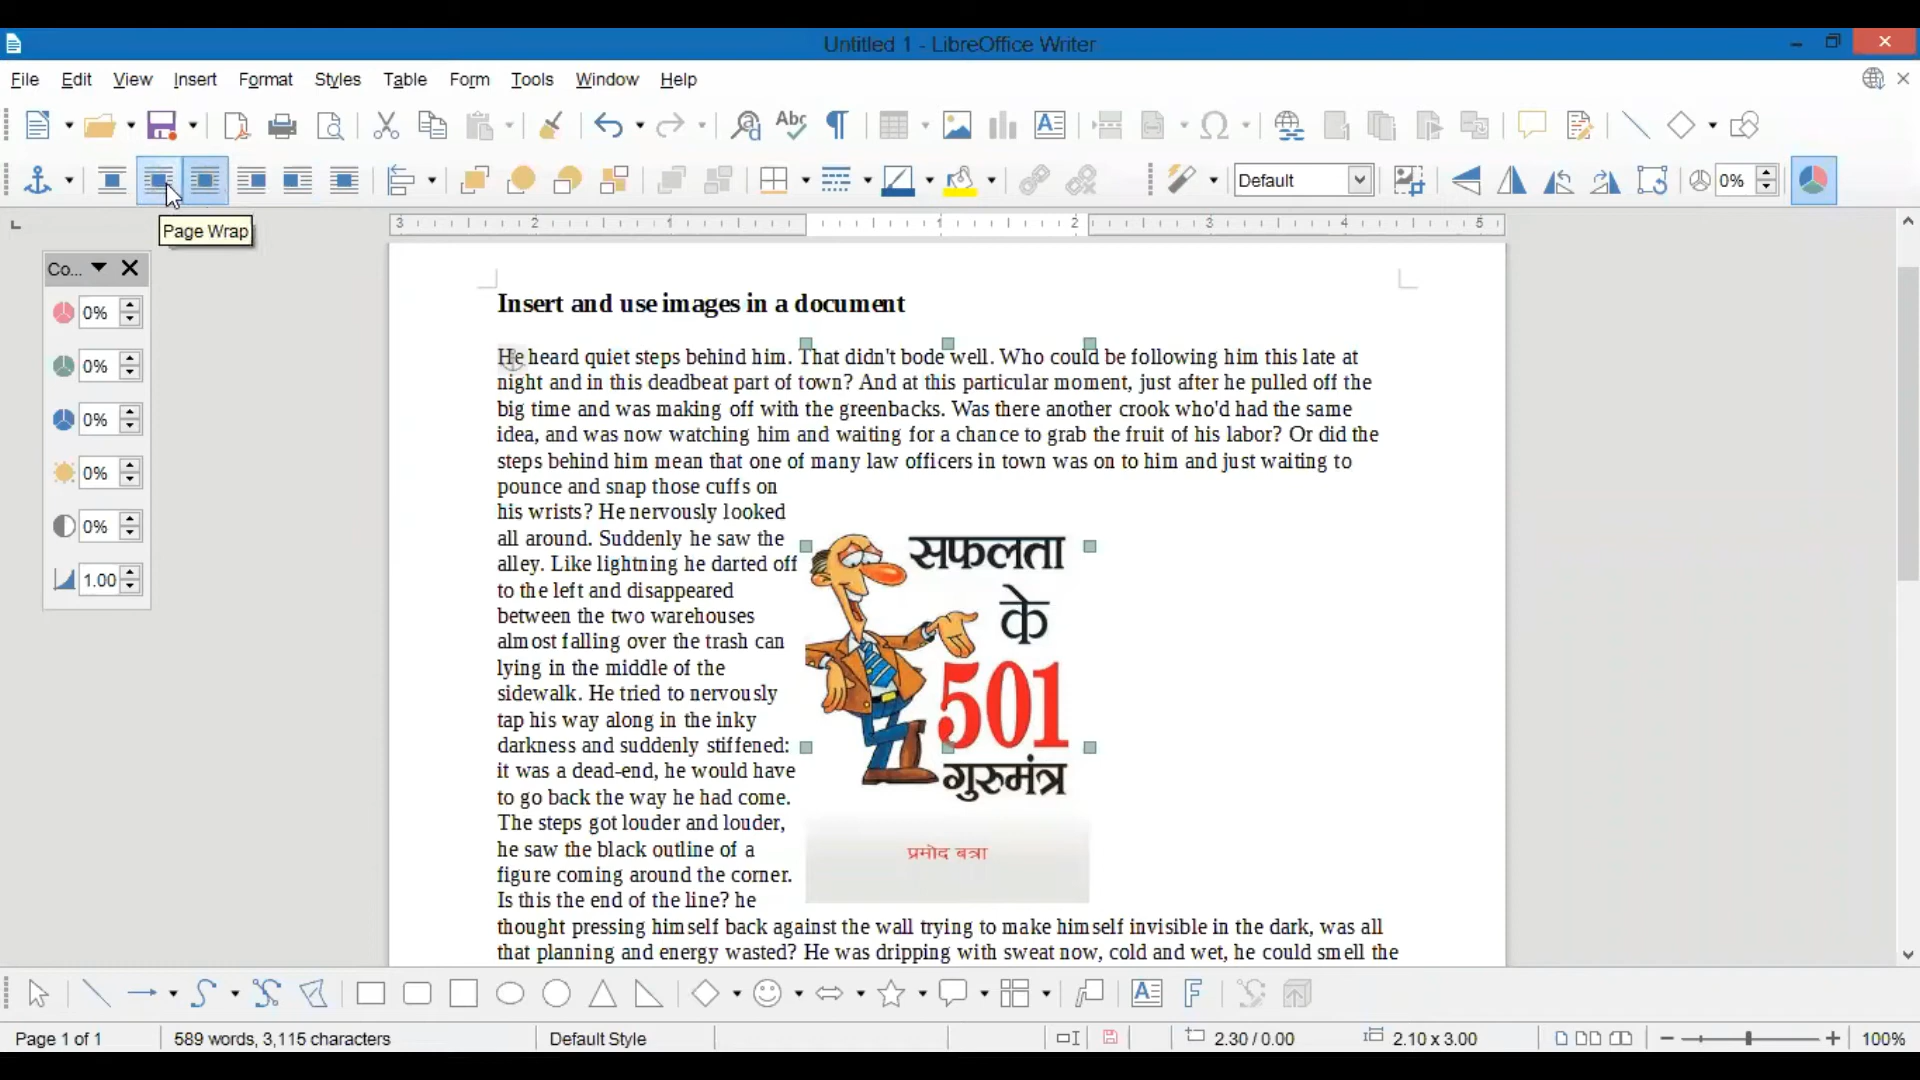 Untitled 1 - LibreOffice Writer
File Edit View Insert Format Styles Table Form Tools Window Help
Abc
Default
0%
Page Wrap
3 2 1 1 2 3 4 5
Co...
0%
0%
0%
0%
0%
1.00
Insert and use images in a document
He heard quiet steps behind him. That didn't bode well. Who could be following him this late at
night and in this deadbeat part of town? And at this particular moment, just after he pulled off the
big time and was making off with the greenbacks. Was there another crook who'd had the same
idea, and was now watching him and waiting for a chance to grab the fruit of his labor? Or did the
steps behind him mean that one of many law officers in town was on to him and just waiting to
pounce and snap those cuffs on
his wrists? He nervously looked
all around. Suddenly he saw the
alley. Like lightning he darted off
to the left and disappeared
between the two warehouses
almost falling over the trash can
lying in the middle of the
sidewalk. He tried to nervously
tap his way along in the inky
darkness and suddenly stiffened:
it was a dead-end, he would have
to go back the way he had come.
The steps got louder and louder,
he saw the black outline of a
figure coming around the corner.
Is this the end of the line? he
सफलता
के
501
गुरुमंत्र
प्रमोद बत्रा
thought pressing himself back against the wall trying to make himself invisible in the dark, was all
that planning and energy wasted? He was dripping with sweat now, cold and wet, he could smell the
Page 1 of 1 589 words, 3,115 characters Default Style 2.30 / 0.00 2.10 x 3.00 100%